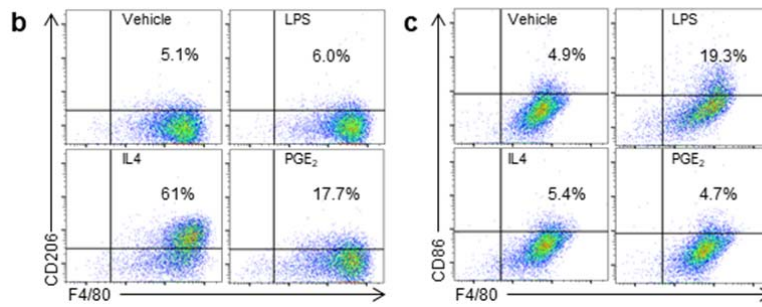 b
Vehicle
5.1%
LPS
6.0%
IL4
61%
PGE₂
17.7%
CD206
F4/80
c
Vehicle
4.9%
LPS
19.3%
IL4
5.4%
PGE₂
4.7%
CD86
F4/80